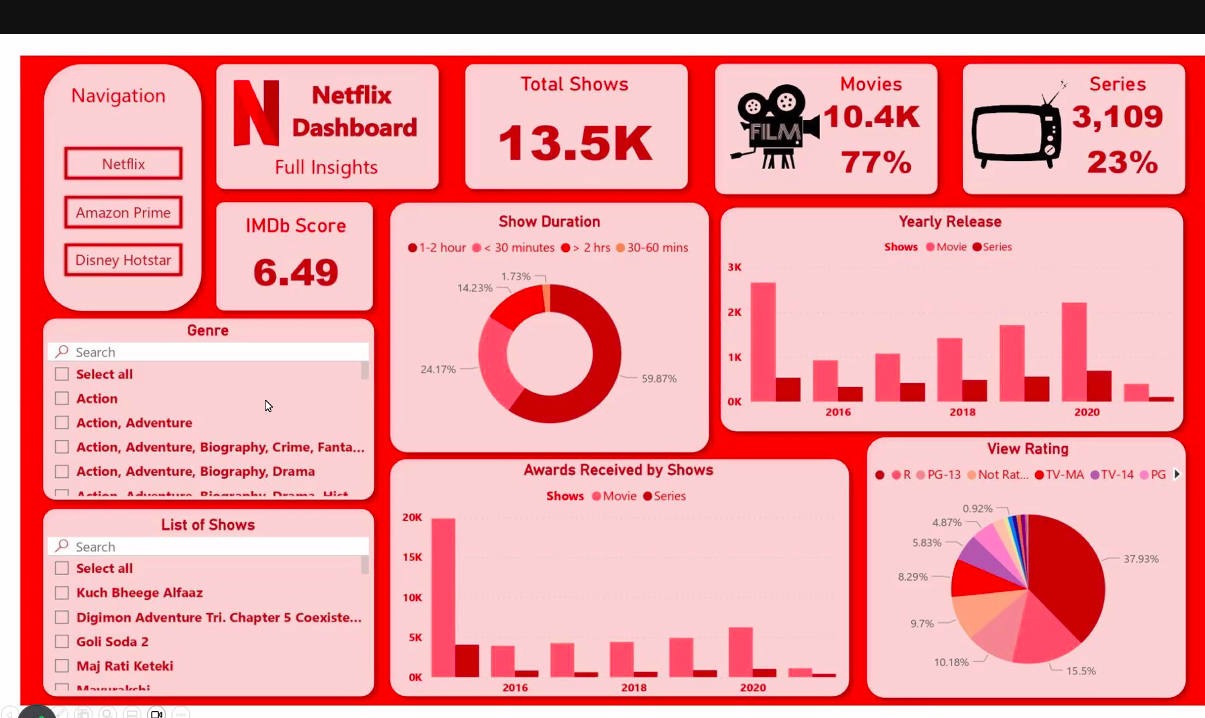 Navigation
Netflix
Amazon Prime
Disney Hotstar
Netflix
Dashboard
Full Insights
Total Shows
13.5K
FILM
Movies
10.4K
77%
Series
3,109
23%
IMDb Score
6.49
Show Duration
1-2 hour < 30 minutes > 2 hrs 30-60 mins
1.73%
14.23%
24.17%
59.87%
Yearly Release
Shows Movie Series
3K
2K
1K
0K
2016 2018 2020
Genre
Search
Select all
Action
Action, Adventure
Action, Adventure, Biography, Crime, Fanta...
Action, Adventure, Biography, Drama
Action, Adventure, Biography, Drama, Hist
List of Shows
Search
Select all
Kuch Bheege Alfaaz
Digimon Adventure Tri. Chapter 5 Coexiste...
Goli Soda 2
Maj Rati Keteki
Mayurakshi
Awards Received by Shows
Shows Movie Series
20K
15K
10K
5K
0K
2016 2018 2020
View Rating
R PG-13 Not Rat... TV-MA TV-14 PG
0.92%
4.87%
5.83%
8.29%
9.7%
10.18%
15.5%
37.93%